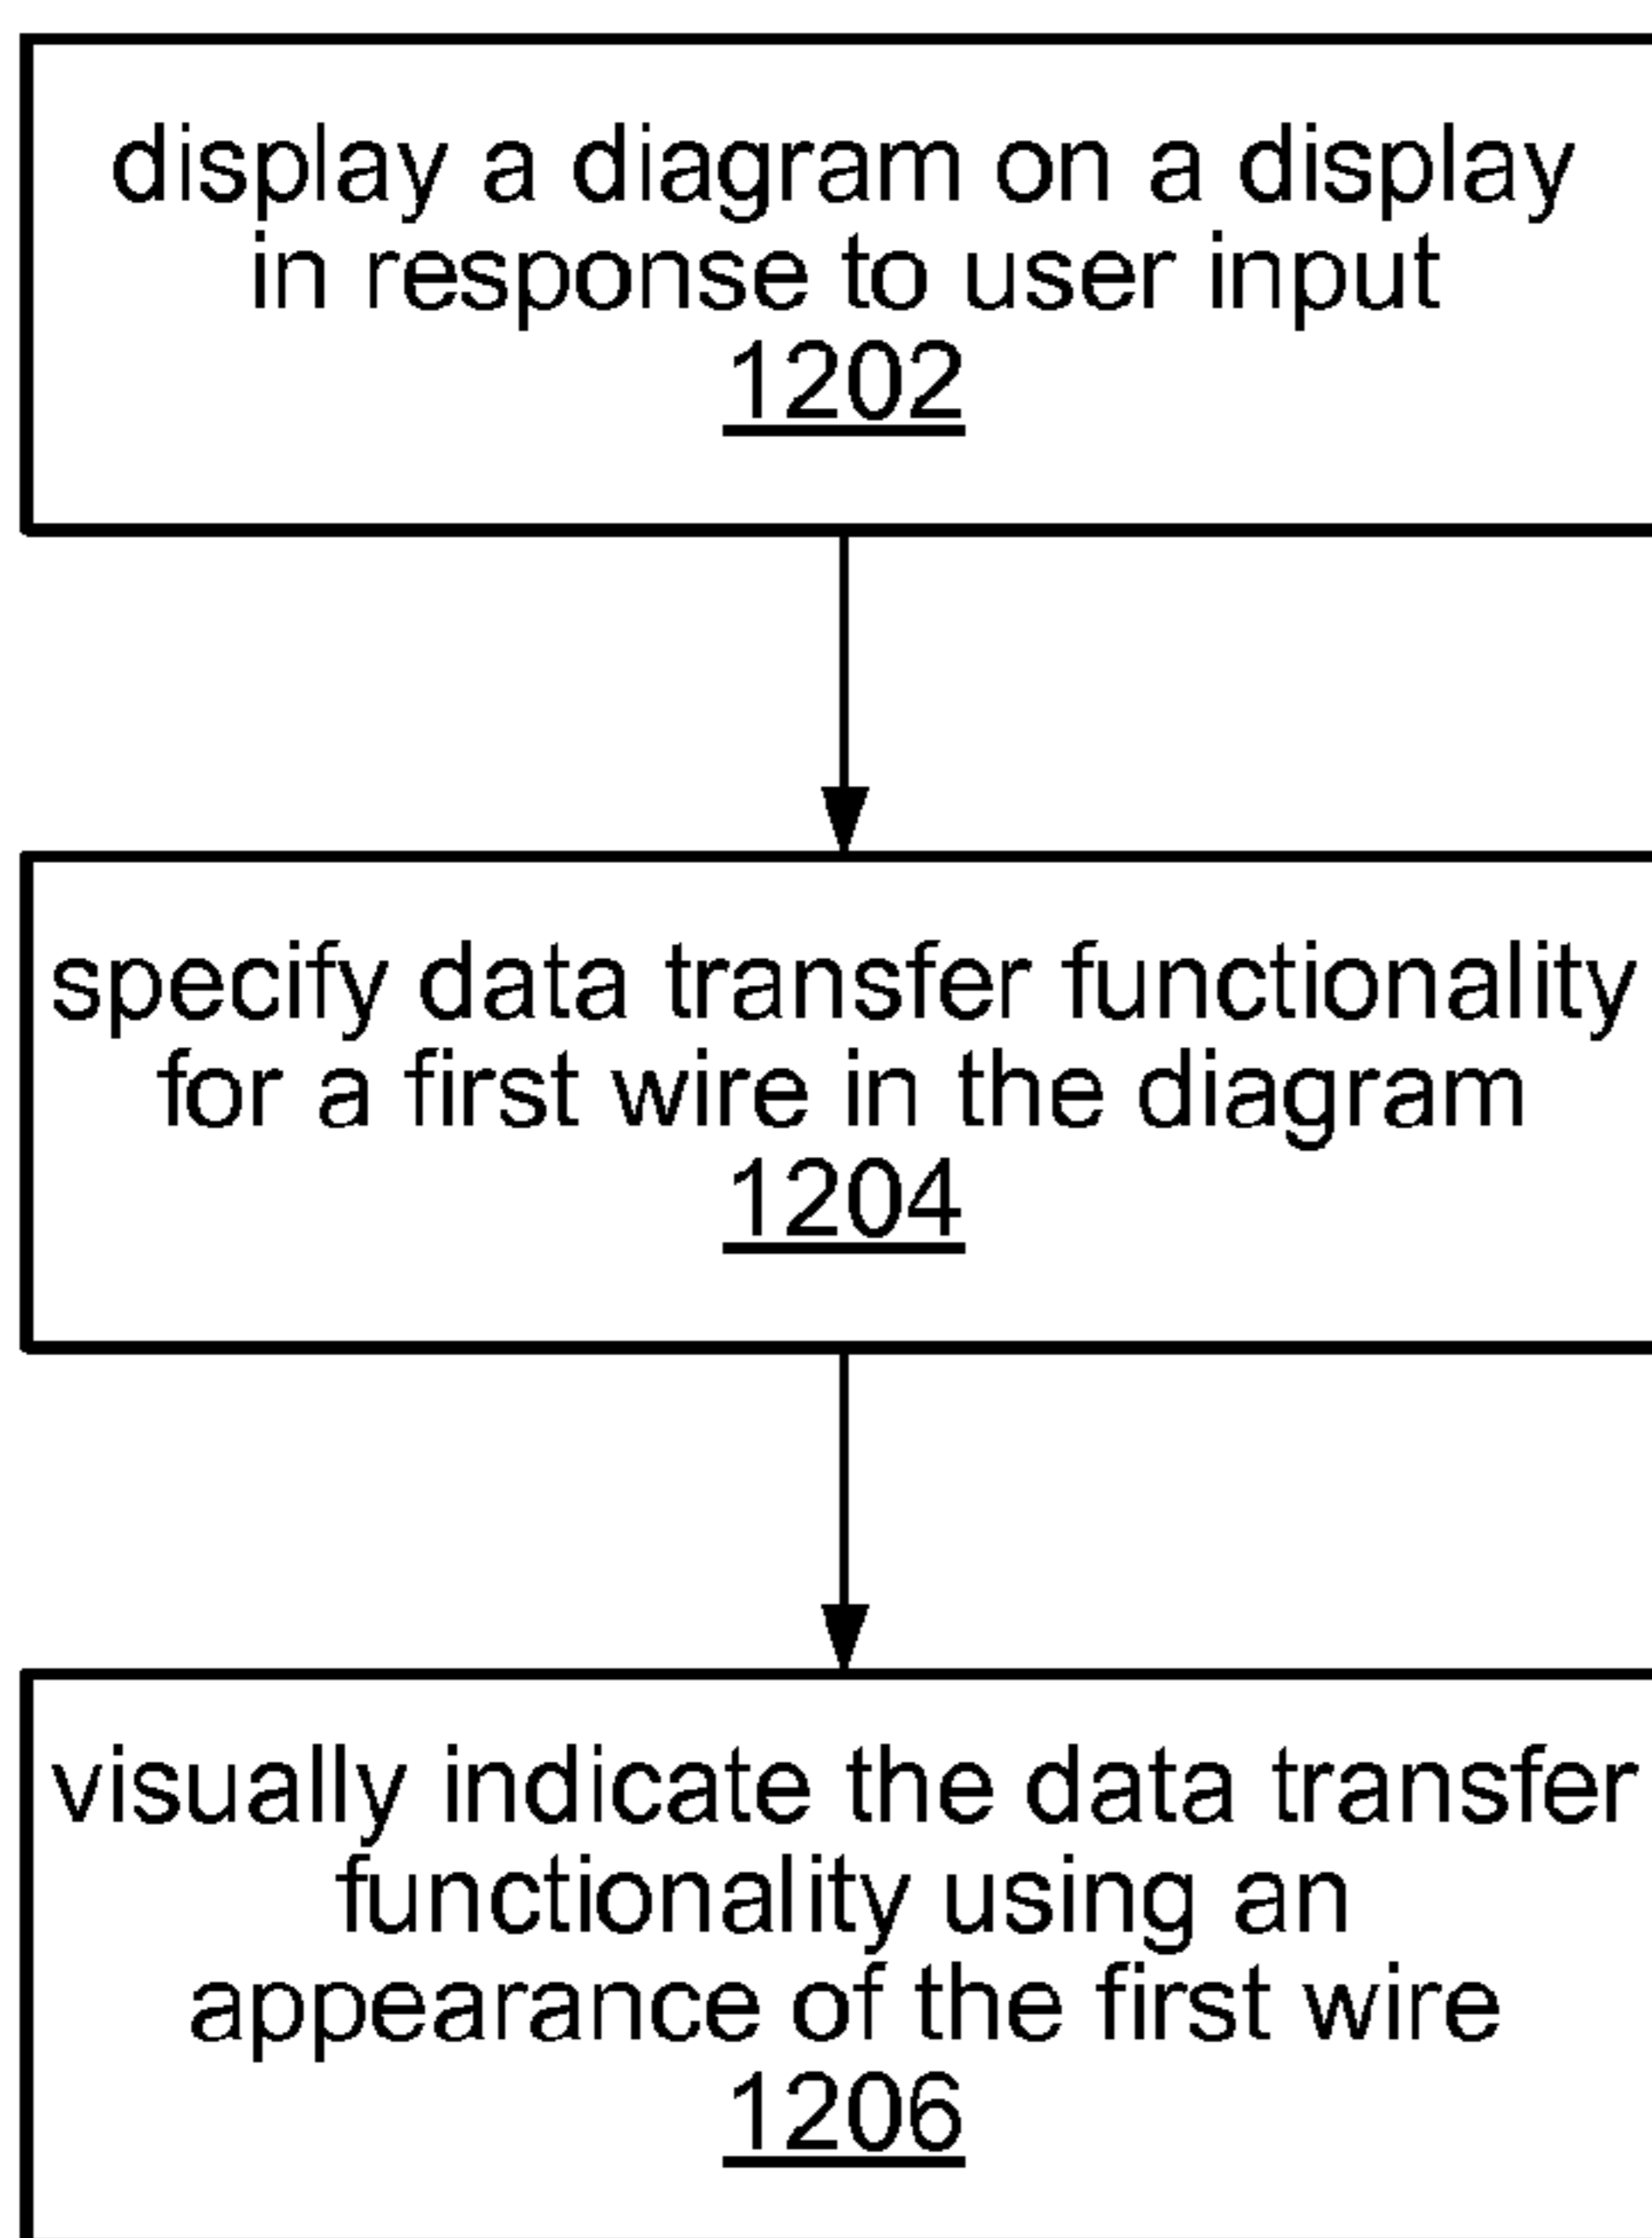 display a diagram on a display
in response to user input
1202
specify data transfer functionality
for a first wire in the diagram
1204
visually indicate the data transfer
functionality using an
appearance of the first wire
1206